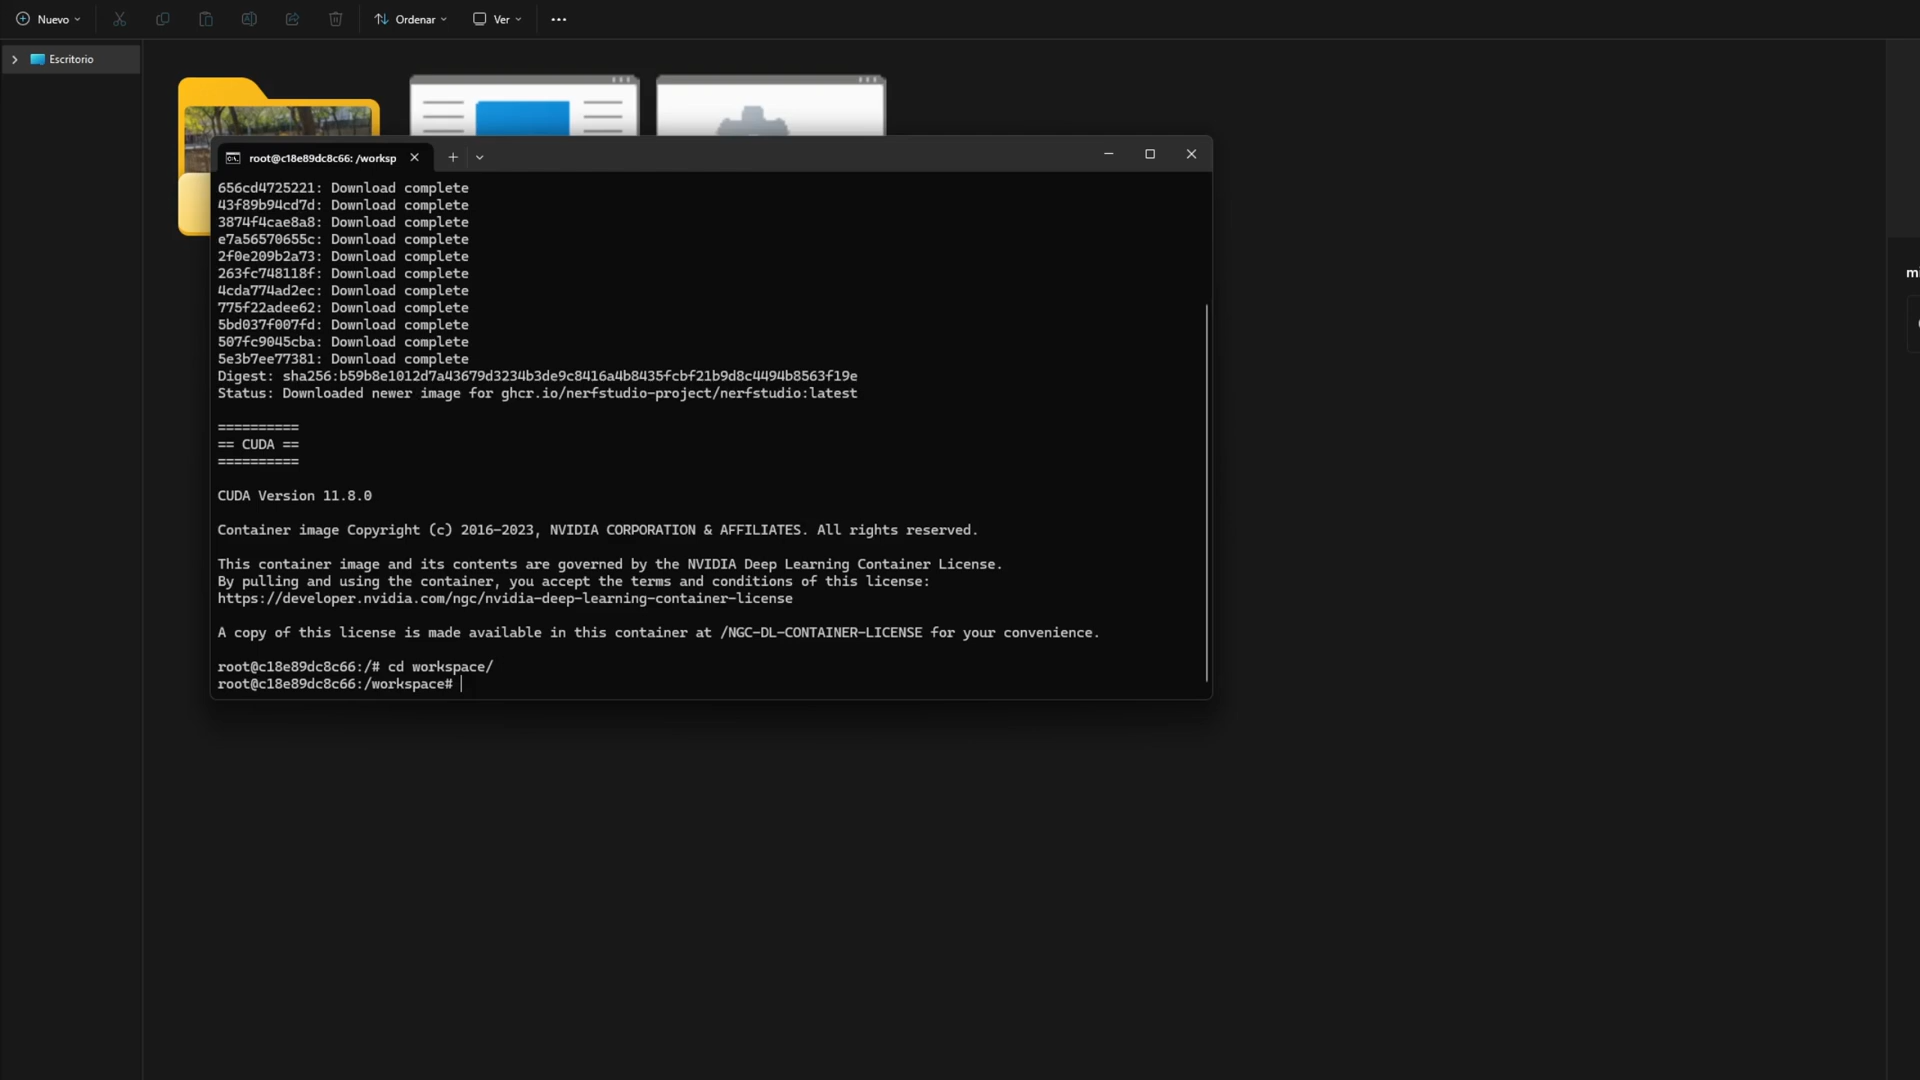 Nuevo
Ordenar
Ver
Escritorio
root@c18e89dc8c66: /worksp
656cd4725221: Download complete
43f89b94cd7d: Download complete
3874f4cae8a8: Download complete
e7a56570655c: Download complete
2f0e209b2a73: Download complete
263fc748118f: Download complete
4cda774ad2ec: Download complete
775f22adee62: Download complete
5bd037f007fd: Download complete
507fc9045cba: Download complete
5e3b7ee77381: Download complete
Digest: sha256:b59b8e1012d7a43679d3234b3de9c8416a4b8435fcbf21b9d8c4494b8563f19e
Status: Downloaded newer image for ghcr.io/nerfstudio-project/nerfstudio:latest
==========
== CUDA ==
==========
CUDA Version 11.8.0
Container image Copyright (c) 2016-2023, NVIDIA CORPORATION & AFFILIATES. All rights reserved.
This container image and its contents are governed by the NVIDIA Deep Learning Container License.
By pulling and using the container, you accept the terms and conditions of this license:
https://developer.nvidia.com/ngc/nvidia-deep-learning-container-license
A copy of this license is made available in this container at /NGC-DL-CONTAINER-LICENSE for your convenience.
root@c18e89dc8c66:/# cd workspace/
root@c18e89dc8c66:/workspace#